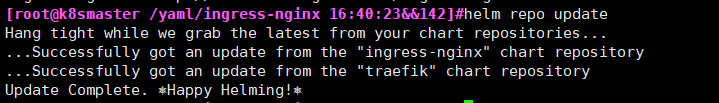 [root@k8smaster /yaml/ingress-nginx 16:40:23&&142]#helm repo update
Hang tight while we grab the latest from your chart repositories...
...Successfully got an update from the "ingress-nginx" chart repository
...Successfully got an update from the "traefik" chart repository
Update Complete. ⎈Happy Helming!⎈